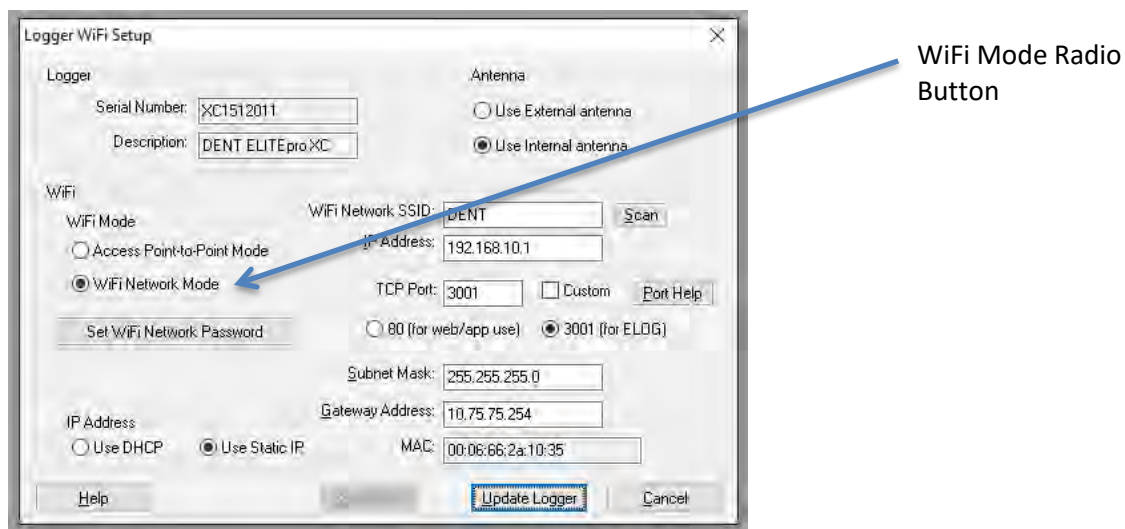 Logger WiFi Setup
WiFi Mode Radio
Button
Logger
Antenna
Serial Number: XC1512011
Use External antenna
Description: DENT ELITEpro XC
Use Internal antenna
WiFi
WiFi Mode
WiFi Network SSID: DENT Scan
Access Point-to-Point Mode
IP Address: 192.168.10.1
WiFi Network Mode
TCP Port: 3001 Custom Port Help
Set WiFi Network Password
80 (for web/app use) 3001 (for ELOG)
Subnet Mask: 255.255.255.0
IP Address
Gateway Address: 10.75.75.254
Use DHCP Use Static IP
MAC: 00:06:66:2a:10:35
Help Update Logger Cancel